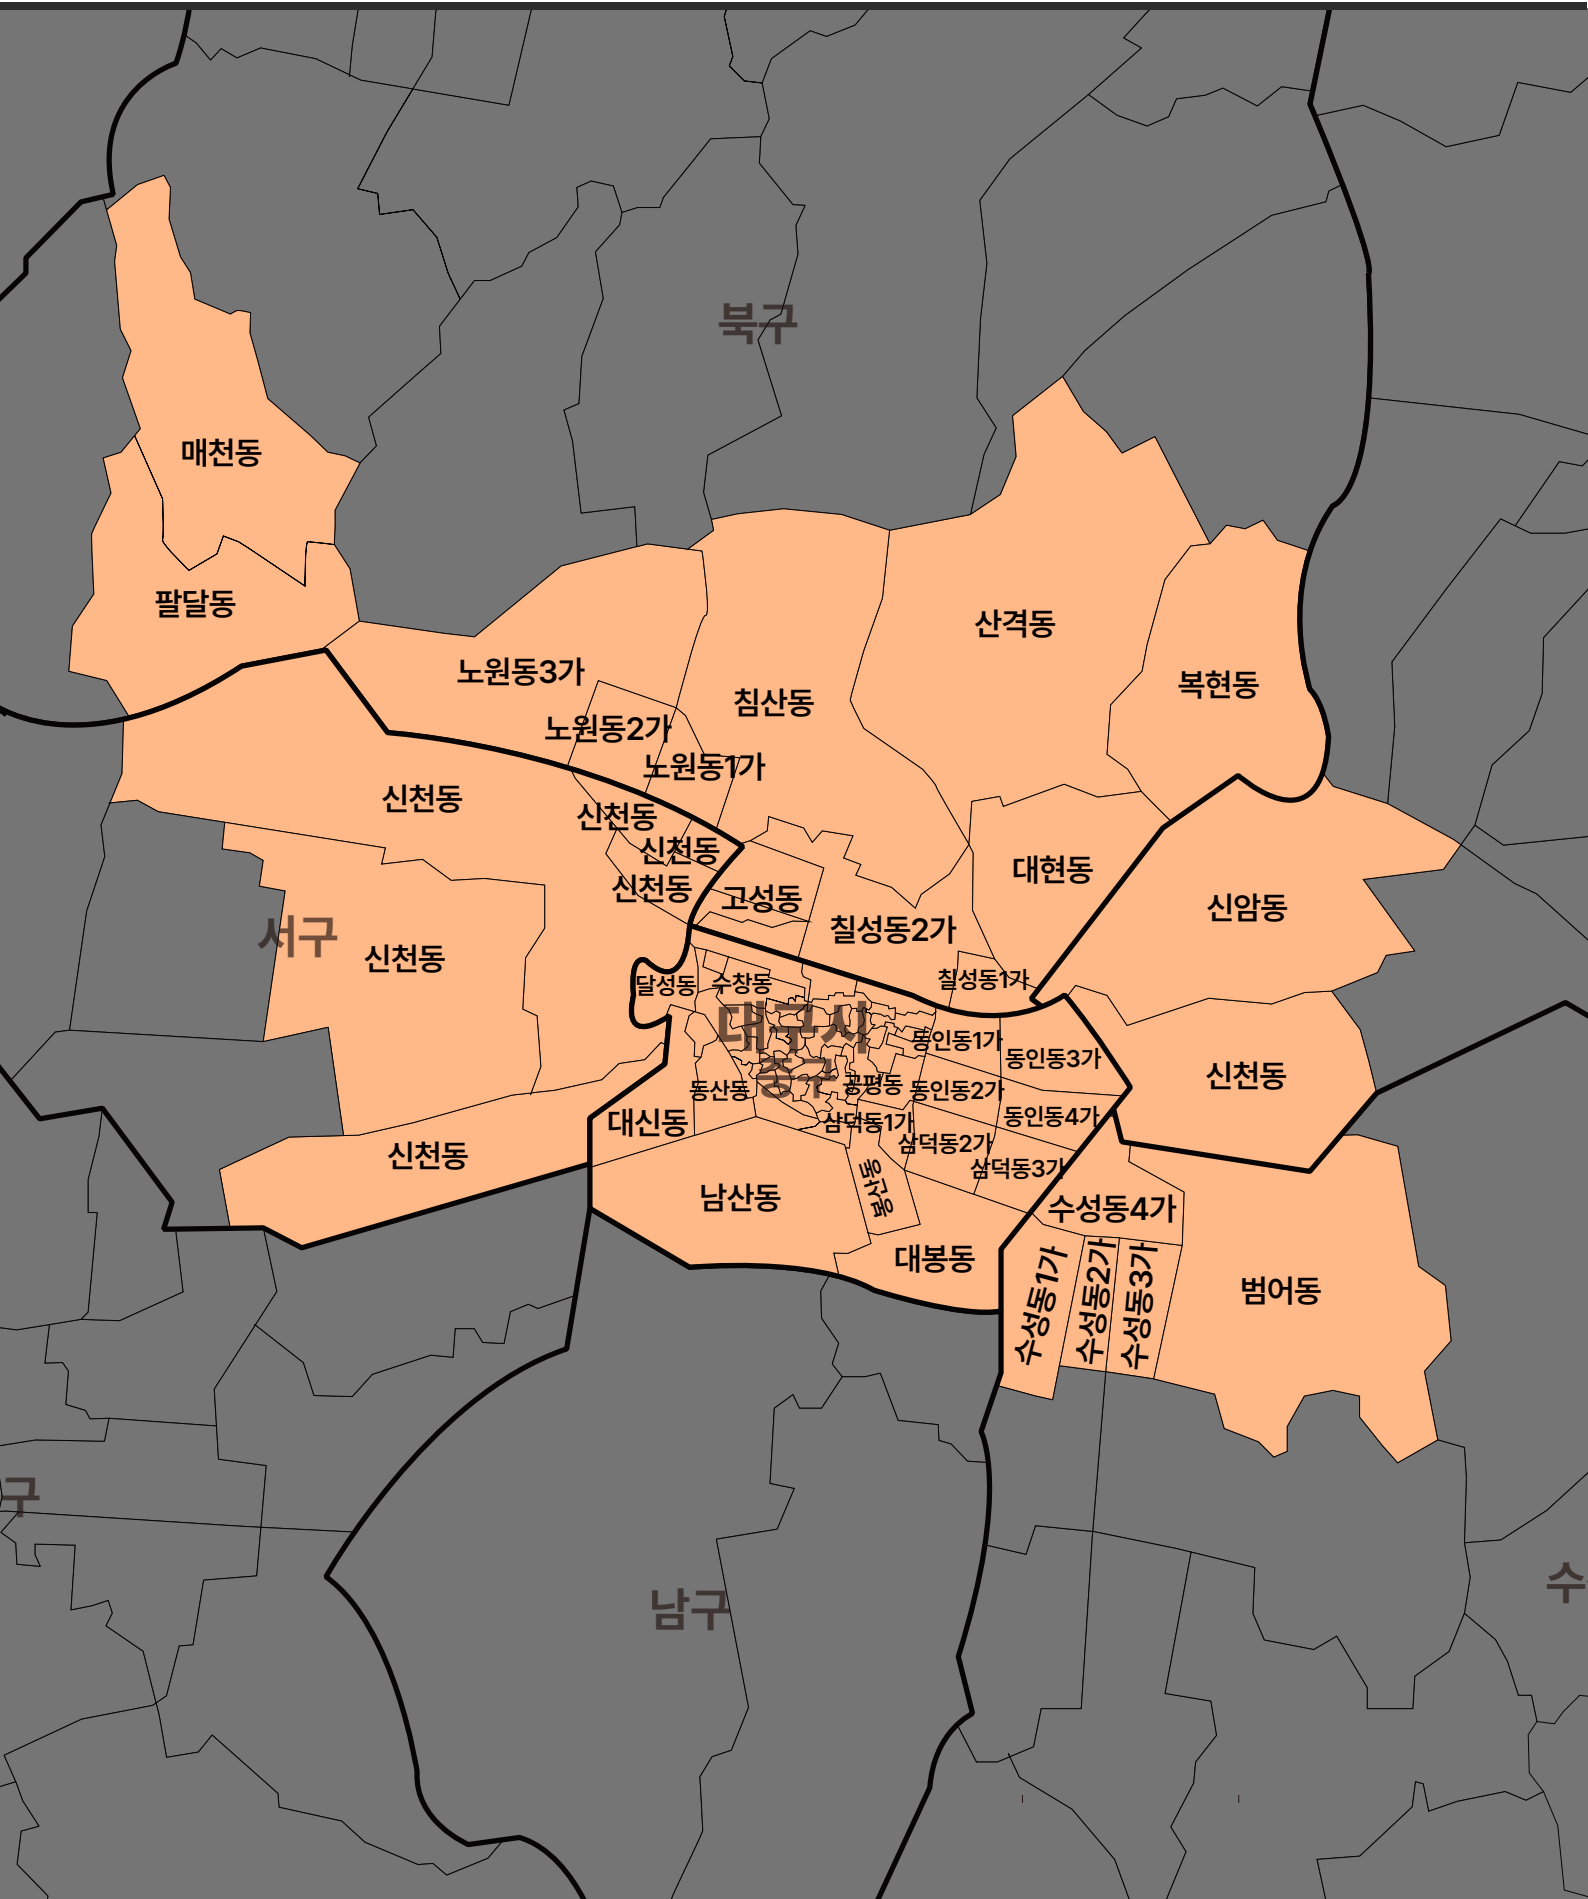 북구
매천동
팔달동
산격동
노원동3가
복현동
침산동
노원동2가
노원동1가
신천동
신천동
신천동
신천동
고성동
대현동
신암동
칠성동2가
서구
신천동
칠성동1가
달성동
수창동
대구시
동인동1가
동인동3가
신천동
중구
공평동
동산동
동인동2가
동인동4가
대신동
삼덕동1가
삼덕동2가
신천동
삼덕동3가
남산동
봉산동
수성동4가
대봉동
범어동
수성동1가
수성동2가
수성동3가
구
수
남구